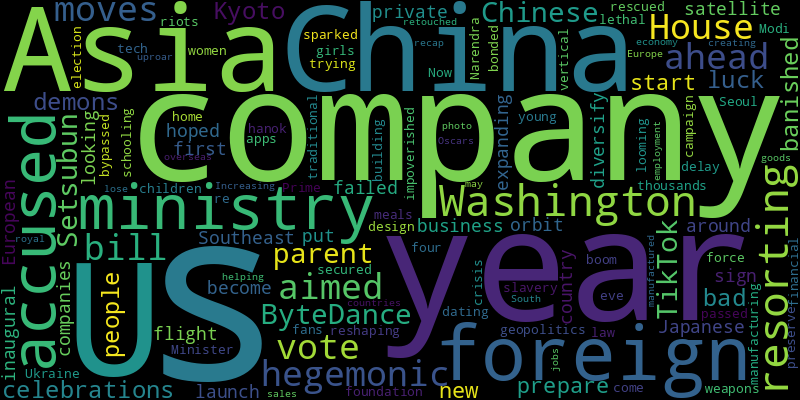 moves
Kyoto
private
Chinese
rescued
lethal
satellite
riots
retouched
House
Asia
China
election
tech
women
sparked
girls
trying
recap
uproar
Now
Narendra
bonded
vertical
economy
Europe
creating
Modi
ahead
luck
start
banished
company
demons
accused
Setsubun
looking
bypassed
schooling
home
apps
hoped
first
hanok
overseas
traditional
building
impoverished
photo
Oscars
young
expanding
diversify
looming
employment
campaign
Seoul
delay
goods
thousands
European
lose
children
Increasing
re
Prime
failed
meals
may
ministry
Washington
resorting
bill
Southeast
put
design
business
orbit
around
US
year
parent
four
TikTok
force
sign
manufactured
inaugural
companies
people
become
helping
secured
aimed
countries
crisis
slavery
South
boom
eve
country
bad
passed
manufacturing
preserve
financial
royal
Ukraine
flight
Minister
ByteDance
fans
reshaping
dating
geopolitics
law
Japanese
vote
foreign
hegemonic
jobs
come
weapons
celebrations
launch
sales
foundation
new
prepare